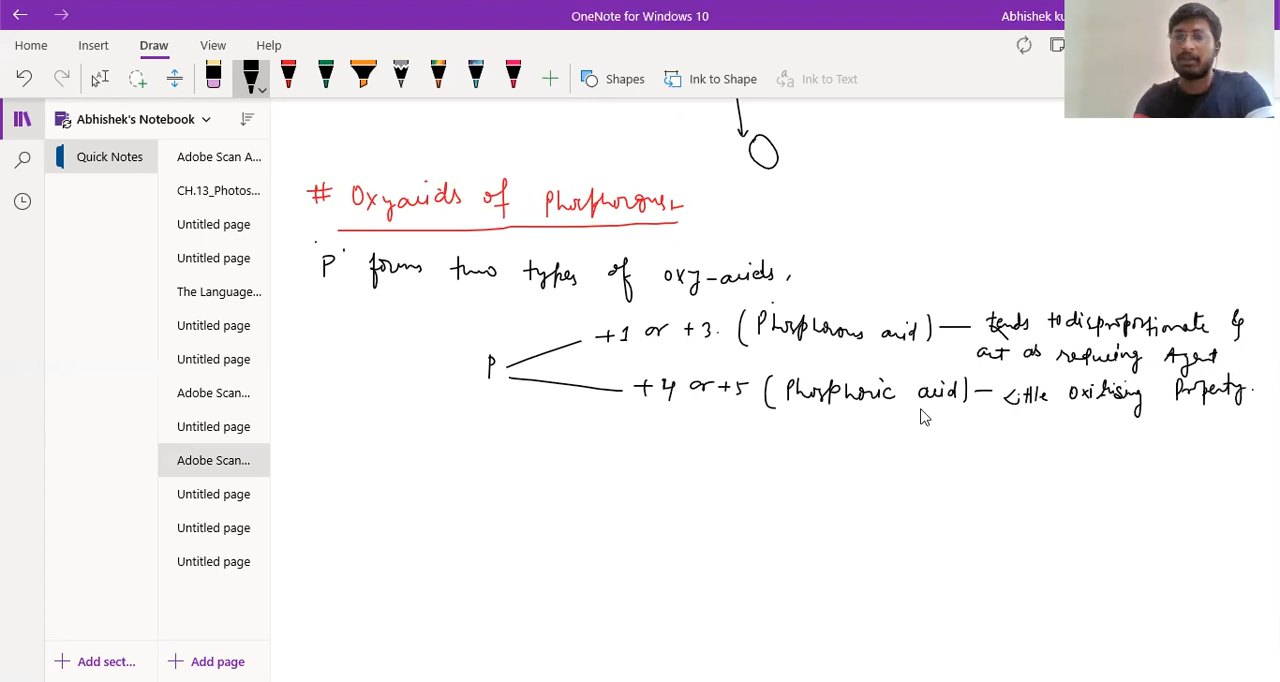 OneNote for Windows 10
Abhishek ku
Home Insert Draw View Help
Shapes Ink to Shape Ink to Text
Abhishek's Notebook
Quick Notes
Adobe Scan A...
CH.13_Photos...
Untitled page
Untitled page
The Language...
Untitled page
Untitled page
Adobe Scan...
Untitled page
Adobe Scan...
Untitled page
Untitled page
Untitled page
+ Add sect... + Add page
# Oxyacids of Phosphorous
'P' forms two types of oxy-acids.
+1 or +3. (Phosphorous acid) — tends to disproportionate &
act as reducing Agent
P
+4 or +5 (Phosphoric acid) — Little oxidising Property.